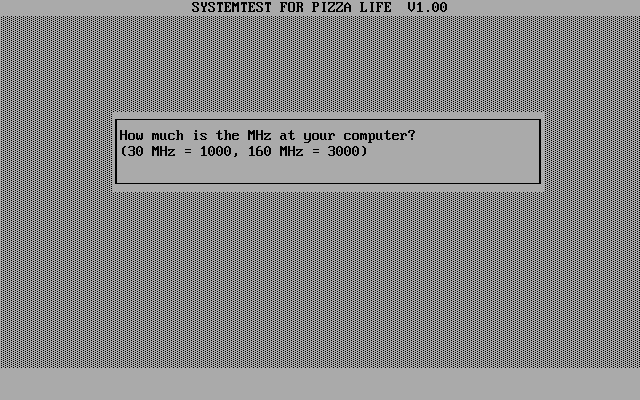 SYSTEMTEST FOR PIZZA LIFE  V1.00
How much is the MHz at your computer?
(30 MHz = 1000, 160 MHz = 3000)